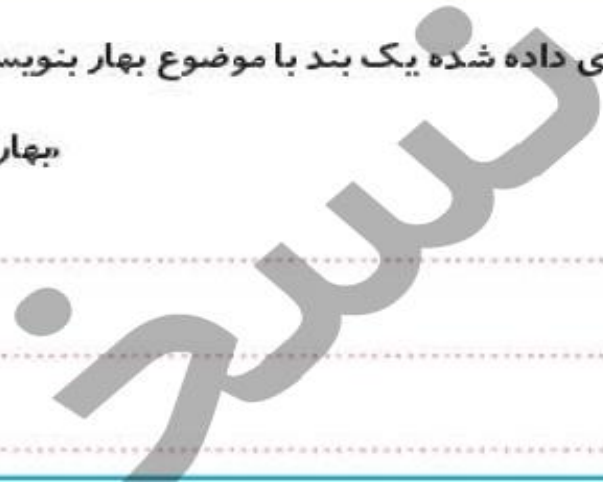 ی داده شده یک بند با موضوع بهار بنویس
«بهار